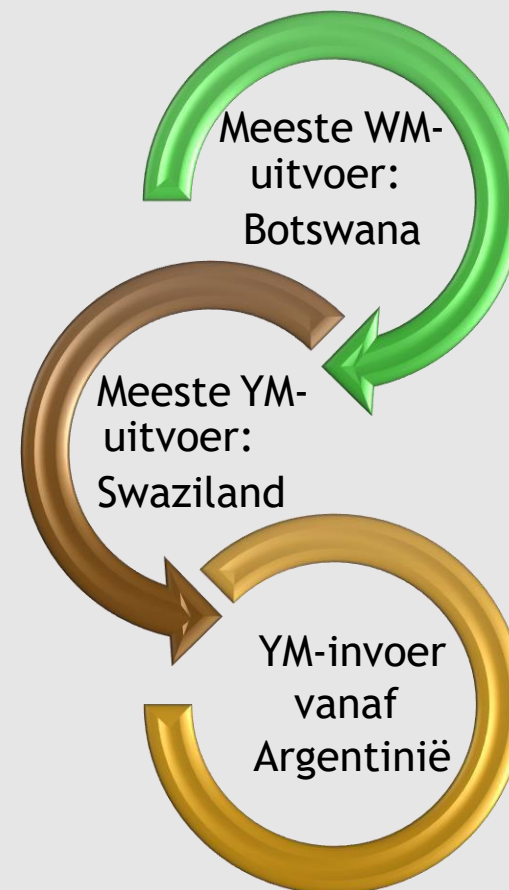 Meeste WM-
uitvoer:
Botswana
Meeste YM-
uitvoer:
Swaziland
YM-invoer
vanaf
Argentinië